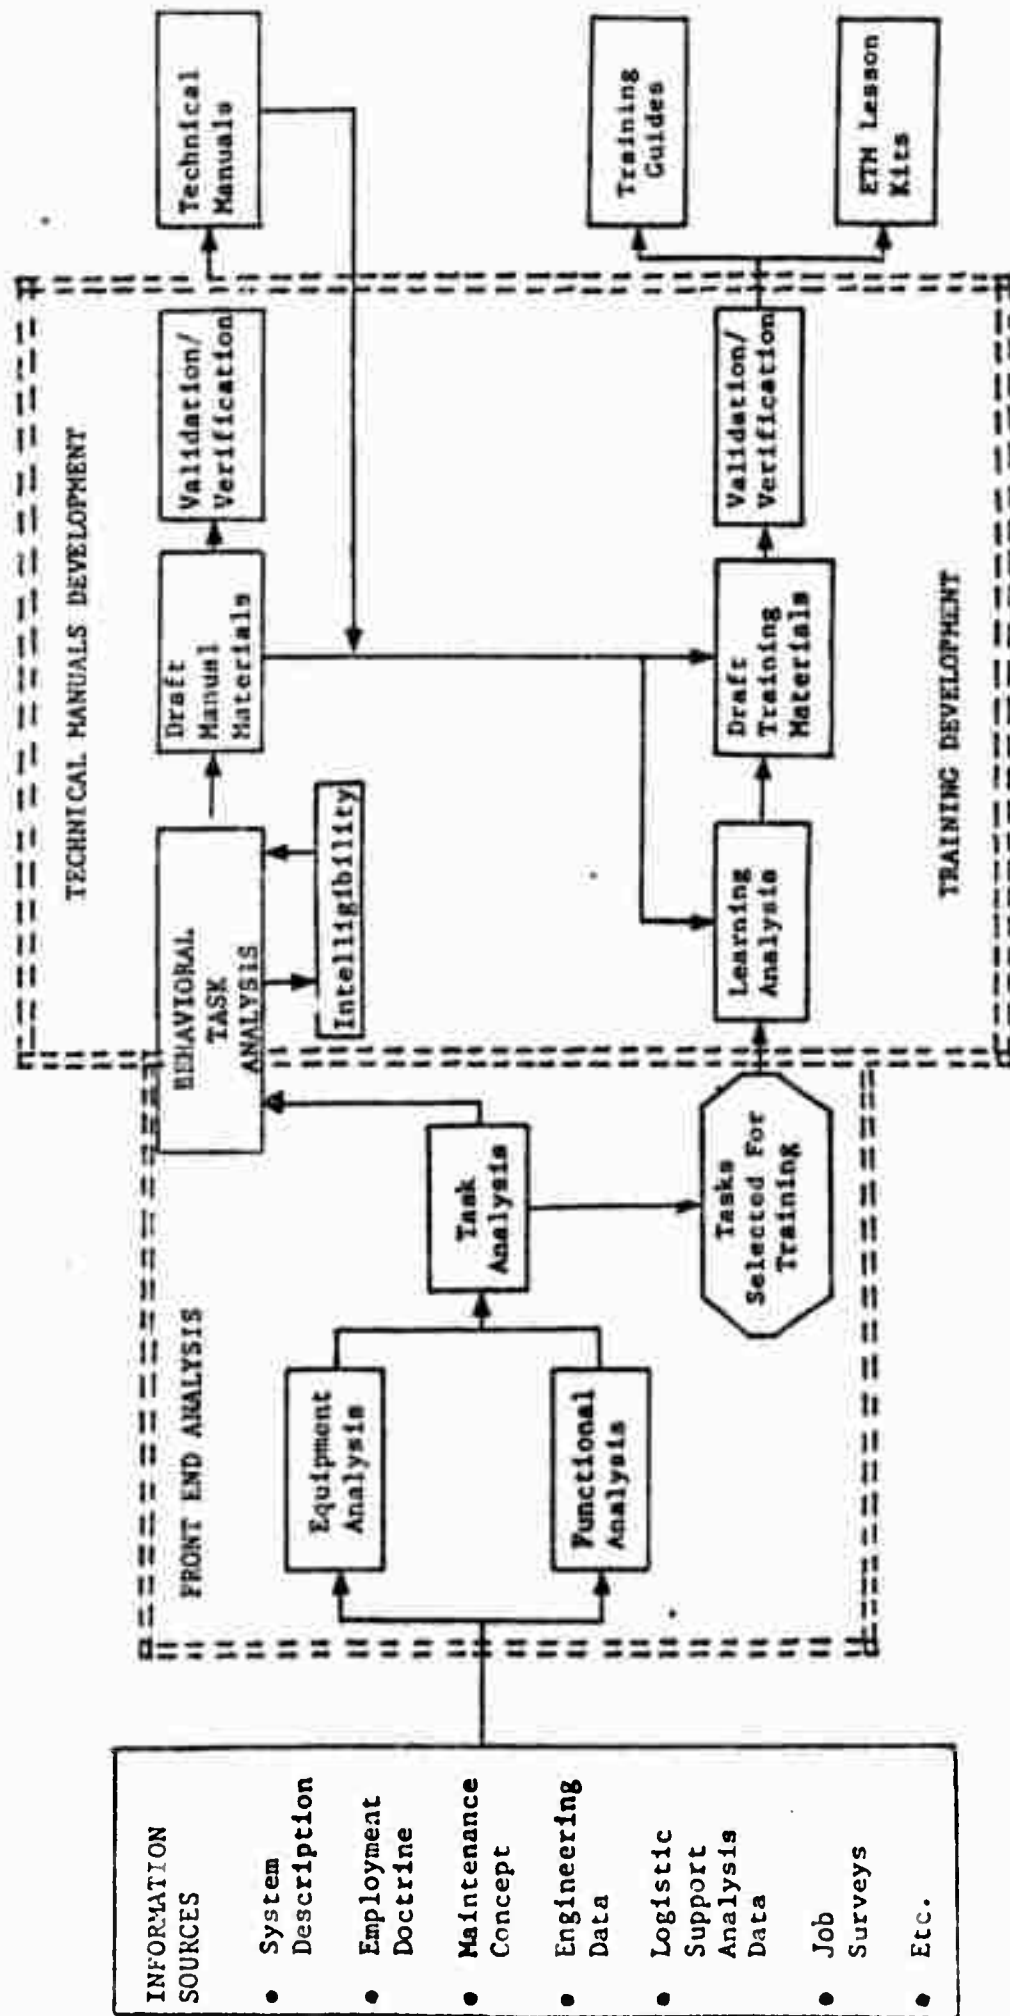 INFORMATION
SOURCES
● System
Description
● Employment
Doctrine
● Maintenance
Concept
● Engineering
Data
● Logistic
Support
Analysis
Data
● Job
Surveys
● Etc.
FRONT END ANALYSIS
Equipment
Analysis
Functional
Analysis
Task
Analysis
Tasks
Selected For
Training
TECHNICAL MANUALS DEVELOPMENT
BEHAVIORAL
TASK
ANALYSIS
Intelligibility
Draft
Manual
Materials
Validation/
Verification
Technical
Manuals
Learning
Analysis
Draft
Training
Materials
Validation/
Verification
TRAINING DEVELOPMENT
Training
Guides
ETM Lesson
Kits